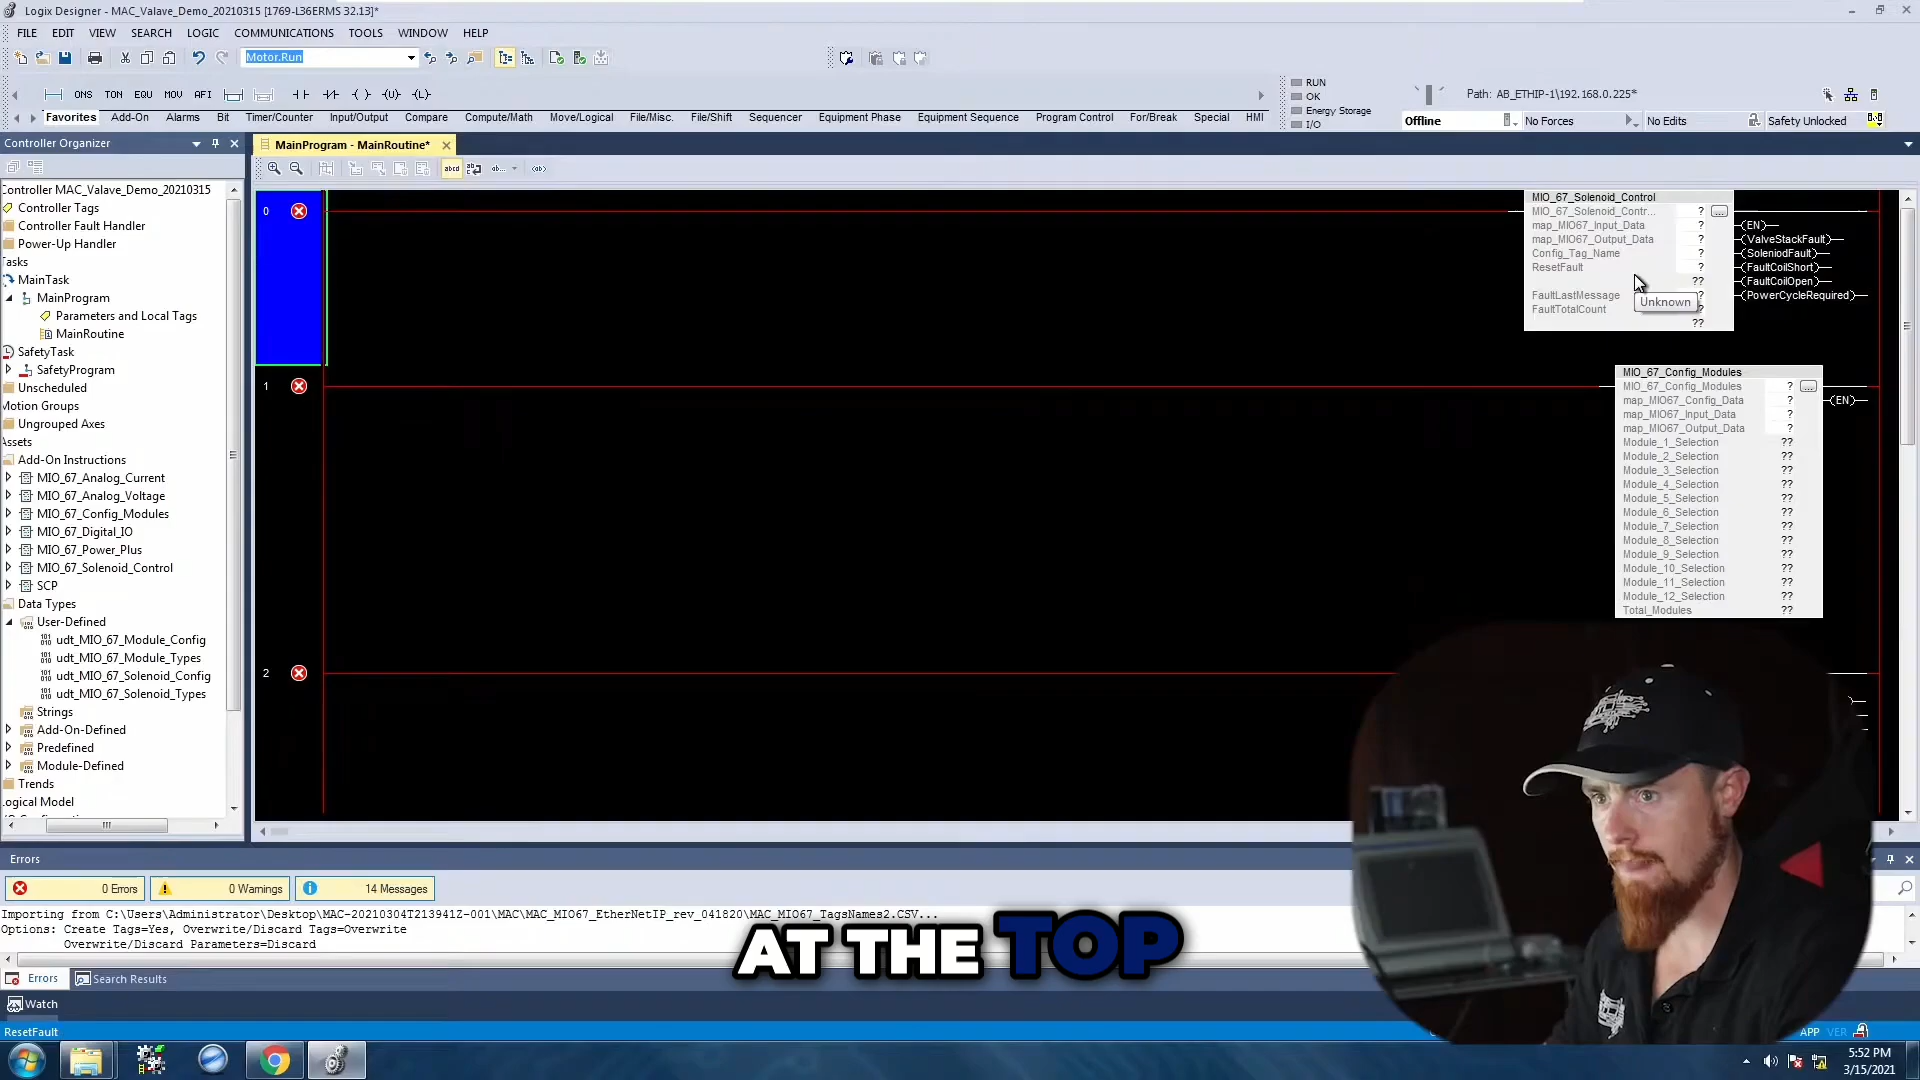 Logix Designer - MAC_Valave_Demo_20210315 [1769-L36ERMS 32.13]*
FILE EDIT VIEW SEARCH LOGIC COMMUNICATIONS TOOLS WINDOW HELP
Motor.Run
ONS TON EQU MOV AFI
Favorites Add-On Alarms Bit Timer/Counter Input/Output Compare Compute/Math Move/Logical File/Misc. File/Shift Sequencer Equipment Phase Equipment Sequence Program Control For/Break Special HMI
RUN
OK
Energy Storage
I/O
Path: AB_ETHIP-1\192.168.0.225*
Offline No Forces No Edits Safety Unlocked
Controller Organizer
Controller MAC_Valave_Demo_20210315
Controller Tags
Controller Fault Handler
Power-Up Handler
Tasks
MainTask
MainProgram
Parameters and Local Tags
MainRoutine
SafetyTask
SafetyProgram
Unscheduled
Motion Groups
Ungrouped Axes
Assets
Add-On Instructions
MIO_67_Analog_Current
MIO_67_Analog_Voltage
MIO_67_Config_Modules
MIO_67_Digital_IO
MIO_67_Power_Plus
MIO_67_Solenoid_Control
SCP
Data Types
User-Defined
udt_MIO_67_Module_Config
udt_MIO_67_Module_Types
udt_MIO_67_Solenoid_Config
udt_MIO_67_Solenoid_Types
Strings
Add-On-Defined
Predefined
Module-Defined
Trends
Logical Model
MainProgram - MainRoutine*
0
MIO_67_Solenoid_Control
MIO_67_Solenoid_Contr... ? ...
map_MIO67_Input_Data ? (EN)
map_MIO67_Output_Data ? (ValveStackFault)
Config_Tag_Name ? (SoleniodFault)
ResetFault ? (FaultCoilShort)
?? (FaultCoilOpen)
FaultLastMessage ? (PowerCycleRequired)
Unknown
FaultTotalCount ?
??
1
MIO_67_Config_Modules
MIO_67_Config_Modules ? ...
map_MIO67_Config_Data ? (EN)
map_MIO67_Input_Data ?
map_MIO67_Output_Data ?
Module_1_Selection ??
Module_2_Selection ??
Module_3_Selection ??
Module_4_Selection ??
Module_5_Selection ??
Module_6_Selection ??
Module_7_Selection ??
Module_8_Selection ??
Module_9_Selection ??
Module_10_Selection ??
Module_11_Selection ??
Module_12_Selection ??
Total_Modules ??
2
Errors
0 Errors 0 Warnings 14 Messages
Importing from C:\Users\Administrator\Desktop\MAC-20210304T213941Z-001\MAC\MAC_MIO67_EtherNetIP_rev_041820\MAC_MIO67_TagsNames2.CSV...
Options: Create Tags=Yes, Overwrite/Discard Tags=Overwrite
Overwrite/Discard Parameters=Discard
AT THE TOP
Errors Search Results
Watch
ResetFault
APP VER
5:52 PM
3/15/2021